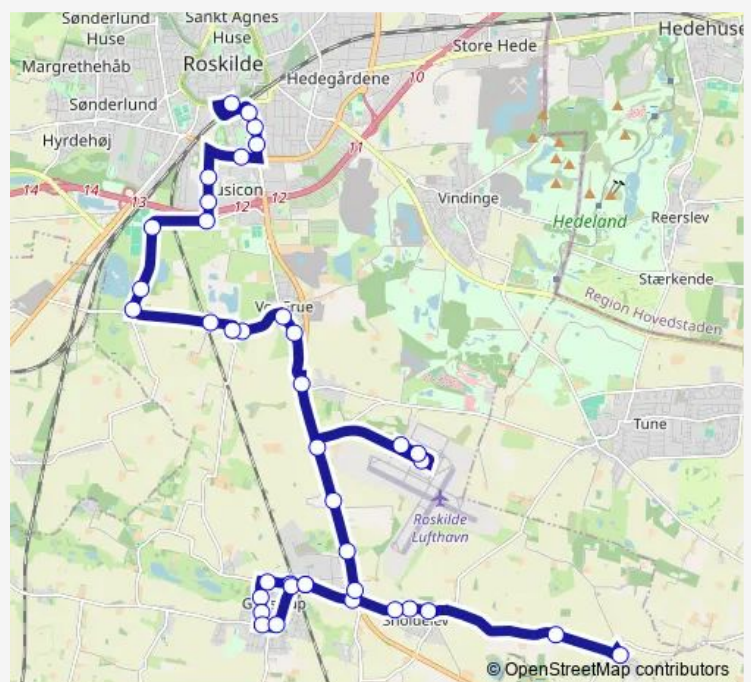 Sønderlund
Huse
Sankt Agnes
Huse
Hedehuse
Store Hede
Margrethehåb
Roskilde
Hedegårdene
10
Sønderlund
Hyrdehøj
11
14
14
13
usicon
12
12
Vindinge
Hedeland
Reerslev
Stærkende
Region Hovedstaden
Tune
Roskilde
Lufthavn
© OpenStreetMap contributors